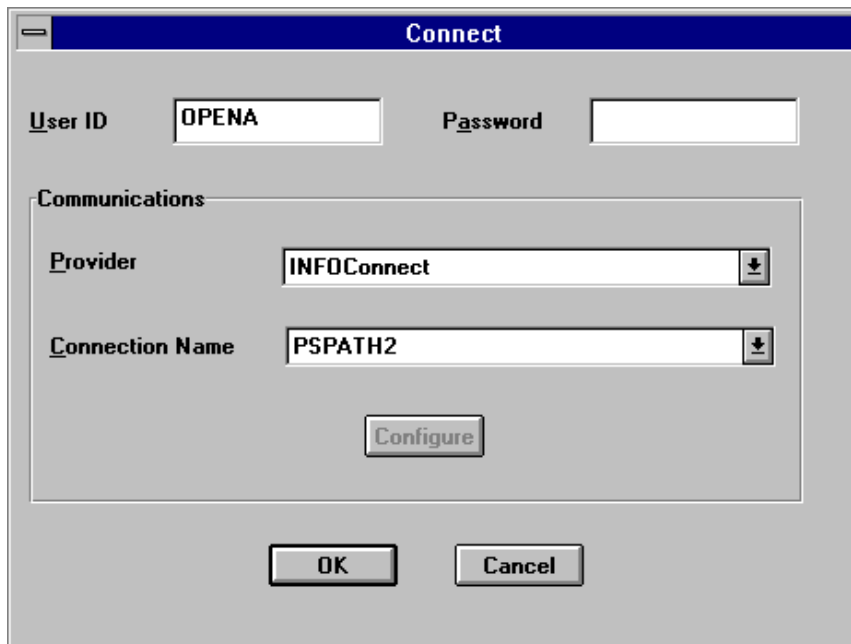 Connect
User ID OPENA Password
Communications
Provider INFOConnect
Connection Name PSPATH2
Configure
OK Cancel